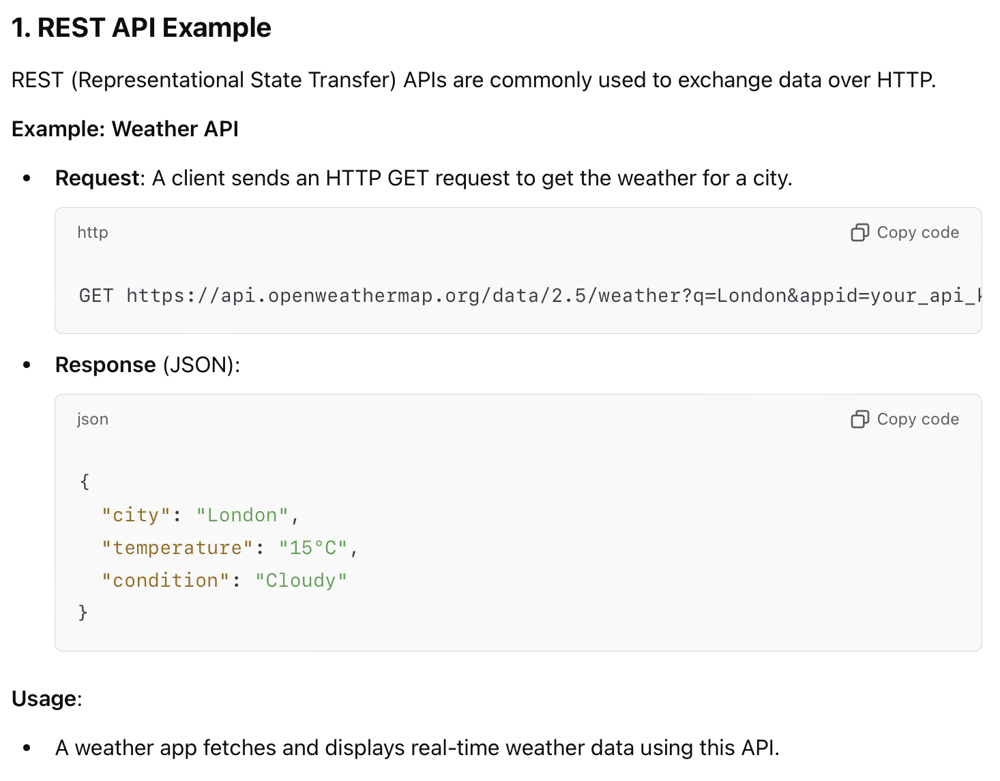 1. REST API Example
REST (Representational State Transfer) APIs are commonly used to exchange data over HTTP.
Example: Weather API
• Request: A client sends an HTTP GET request to get the weather for a city.
http
Copy code
GET https://api.openweathermap.org/data/2.5/weather?q=London&appid=your_api_
• Response (JSON):
json
Copy code
{
  "city": "London",
  "temperature": "15°C",
  "condition": "Cloudy"
}
Usage:
• A weather app fetches and displays real-time weather data using this API.